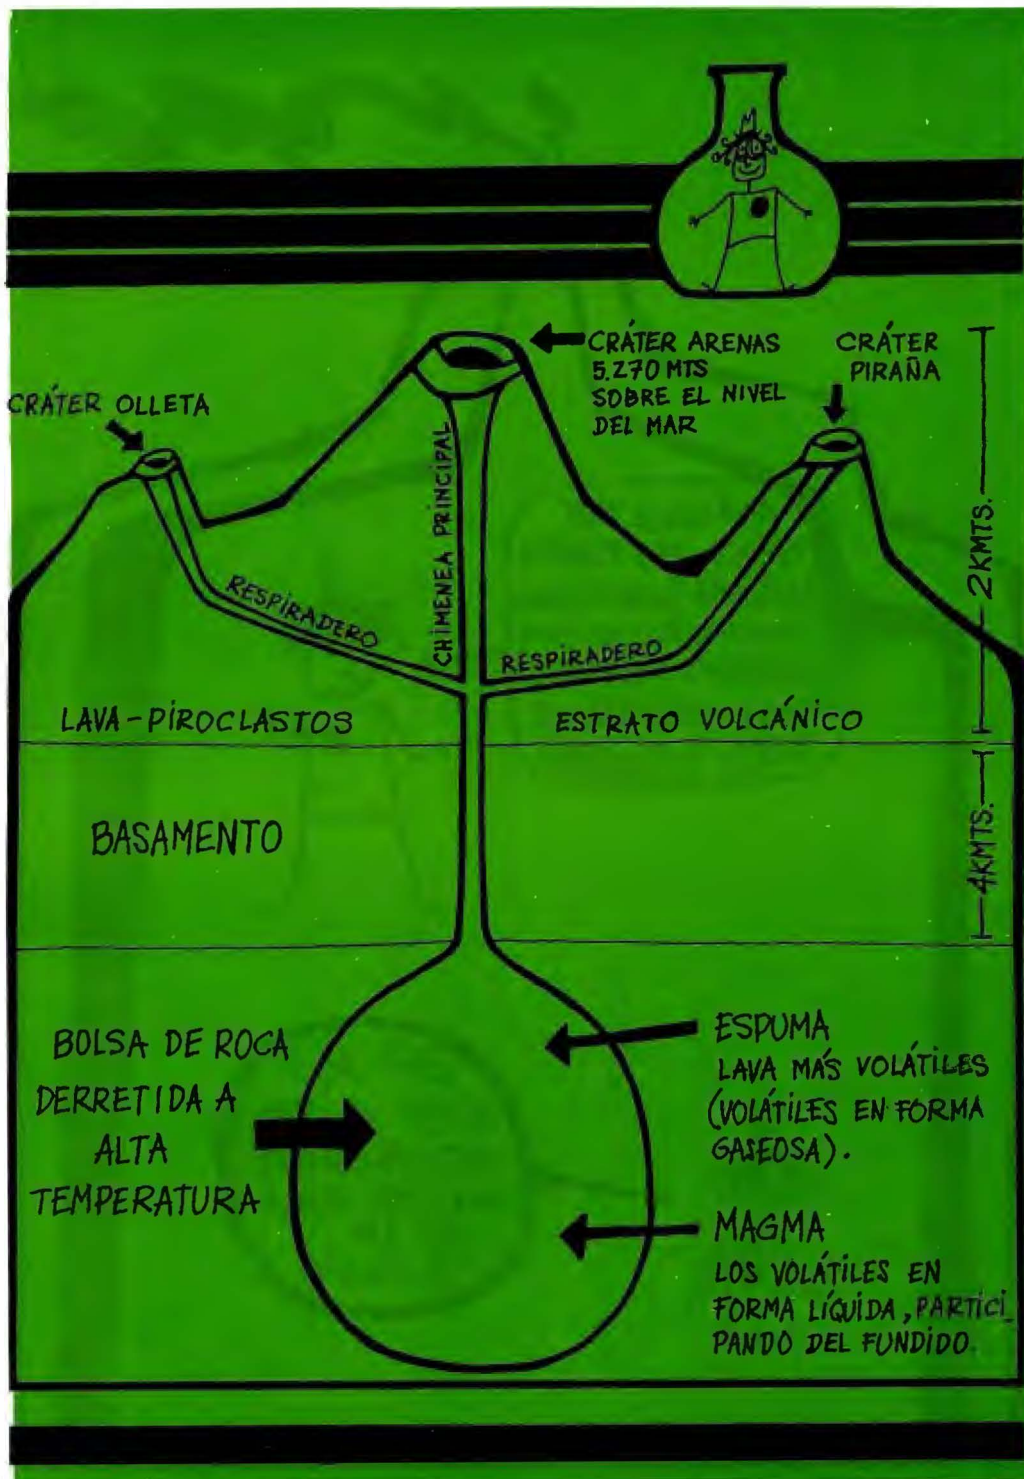 CRÁTER ARENAS
5.270 MTS
SOBRE EL NIVEL
DEL MAR
CRÁTER
PIRAÑA
CRÁTER OLLETA
CHIMENEA PRINCIPAL
RESPIRADERO
RESPIRADERO
2KMTS.
LAVA-PIROCLASTOS
ESTRATO VOLCÁNICO
BASAMENTO
4KMTS.
BOLSA DE ROCA
DERRETIDA A
ALTA
TEMPERATURA
ESPUMA
LAVA MÁS VOLÁTILES
(VOLÁTILES EN FORMA
GASEOSA).
MAGMA
LOS VOLÁTILES EN
FORMA LÍQUIDA, PARTICI_
PANDO DEL FUNDIDO.